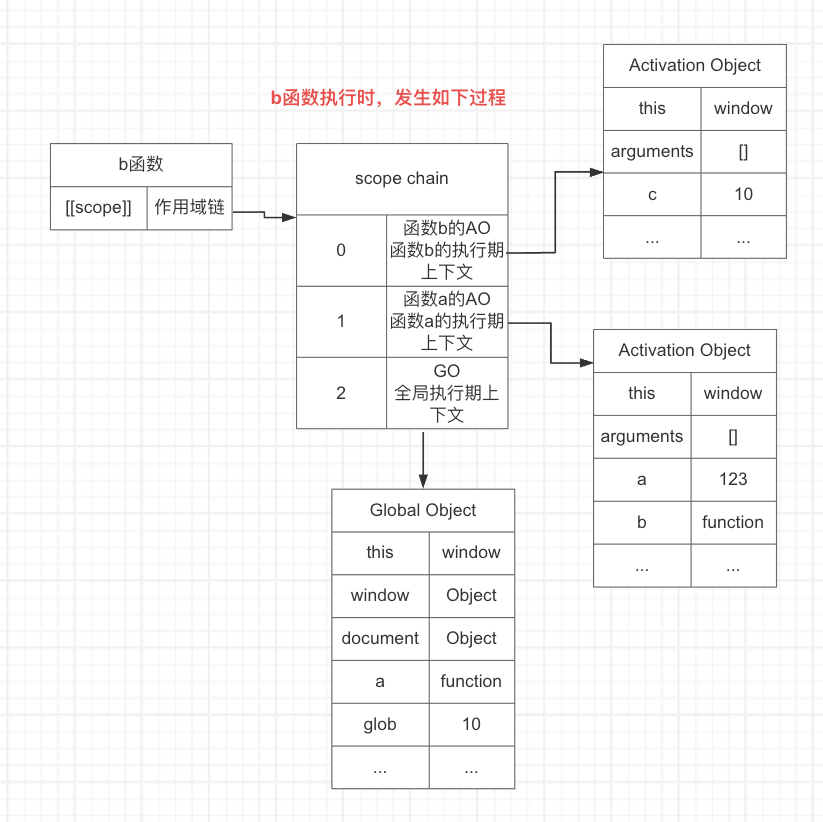 b函数执行时，发生如下过程
b函数
[[scope]] 作用域链
scope chain
0 函数b的AO
函数b的执行期
上下文
1 函数a的AO
函数a的执行期
上下文
2 GO
全局执行期上
下文
Activation Object
this window
arguments []
c 10
... ...
Activation Object
this window
arguments []
a 123
b function
... ...
Global Object
this window
window Object
document Object
a function
glob 10
... ...